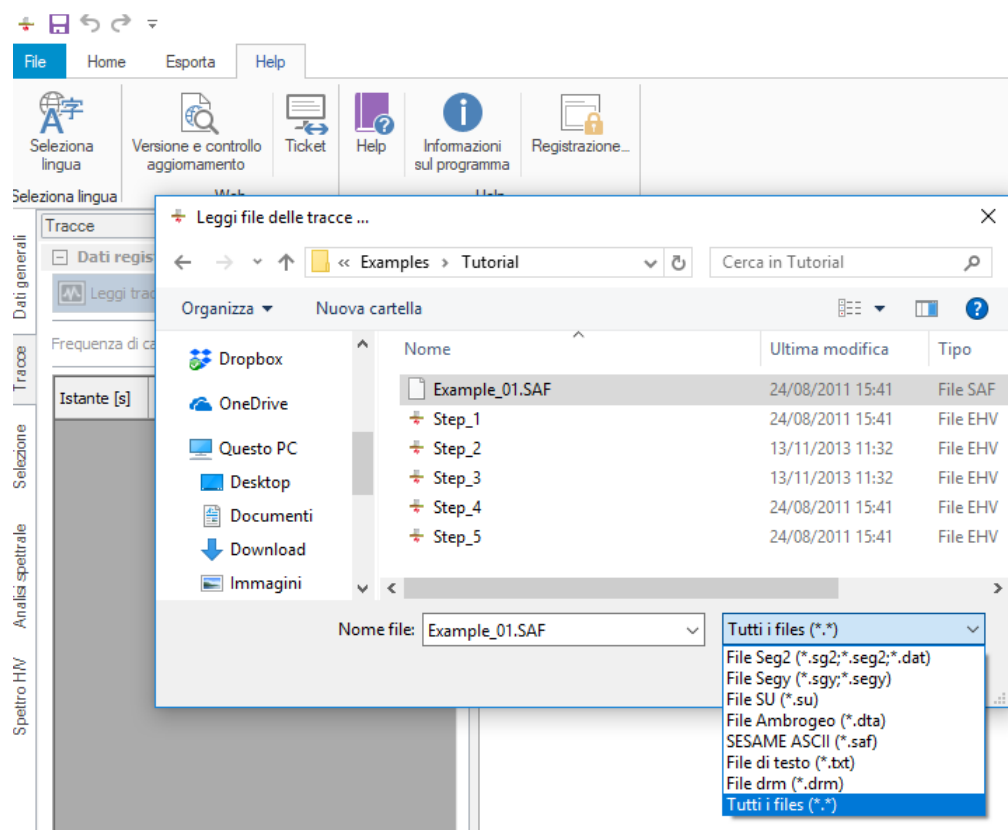 File Home Esporta Help
Seleziona lingua
Versione e controllo aggiornamento
Ticket
Help
Informazioni sul programma
Registrazione...
Seleziona lingua
Web
Help
Dati generali
Tracce
Selezione
Analisi spettrale
Spettro H/V
Tracce
Dati regis
Leggi trac
Frequenza di ca
Istante [s]
Leggi file delle tracce ...
« Examples › Tutorial
Cerca in Tutorial
Organizza
Nuova cartella
Dropbox
OneDrive
Questo PC
Desktop
Documenti
Download
Immagini
Nome Ultima modifica Tipo
Example_01.SAF 24/08/2011 15:41 File SAF
Step_1 24/08/2011 15:41 File EHV
Step_2 13/11/2013 11:32 File EHV
Step_3 13/11/2013 11:32 File EHV
Step_4 24/08/2011 15:41 File EHV
Step_5 24/08/2011 15:41 File EHV
Nome file: Example_01.SAF
Tutti i files (*.*)
File Seg2 (*.sg2;*.seg2;*.dat)
File Segy (*.sgy;*.segy)
File SU (*.su)
File Ambrogeo (*.dta)
SESAME ASCII (*.saf)
File di testo (*.txt)
File drm (*.drm)
Tutti i files (*.*)